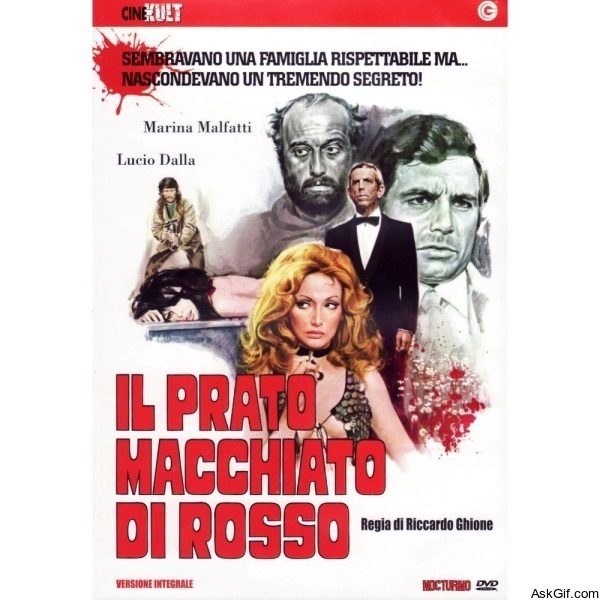 CINEKULT
SEMBRAVANO UNA FAMIGLIA RISPETTABILE MA...
NASCONDEVANO UN TREMENDO SEGRETO!
Marina Malfatti
Lucio Dalla
IL PRATO
MACCHIATO
DI ROSSO
Regia di Riccardo Ghione
VERSIONE INTEGRALE
NOCTURNO
DVD
AskGif.com